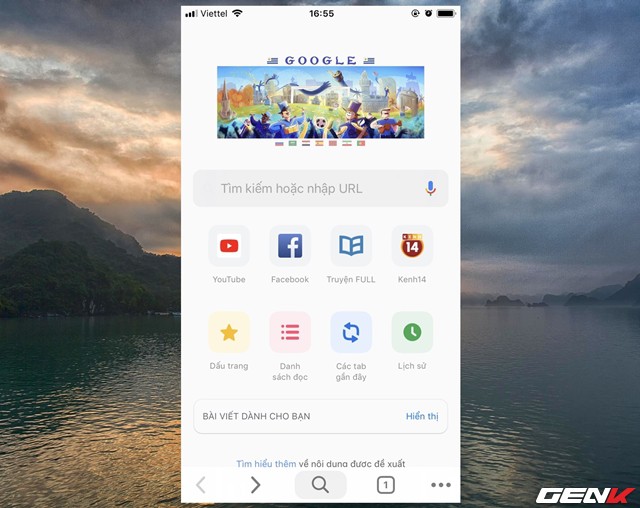 Viettel
16:55
GOOGLE
Tìm kiếm hoặc nhập URL
KÊNH
14
YouTube
Facebook
Truyện FULL
Kenh14
Dấu trang
Danh
sách đọc
Các tab
gần đây
Lịch sử
BÀI VIẾT DÀNH CHO BẠN
Hiển thị
Tìm hiểu thêm về nội dung được đề xuất
1
GENK